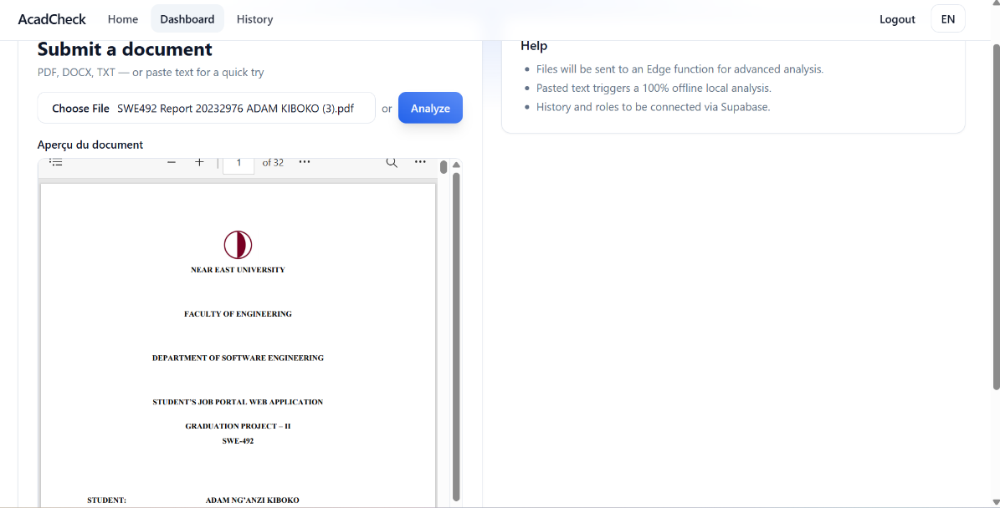 AcadCheck Home Dashboard History Logout EN
Submit a document
PDF, DOCX, TXT — or paste text for a quick try
Choose File SWE492 Report 20232976 ADAM KIBOKO (3).pdf or Analyze
Aperçu du document
1 of 32
NEAR EAST UNIVERSITY
FACULTY OF ENGINEERING
DEPARTMENT OF SOFTWARE ENGINEERING
STUDENT’S JOB PORTAL WEB APPLICATION
GRADUATION PROJECT – II
SWE-492
STUDENT: ADAM NG’ANZI KIBOKO
Help
Files will be sent to an Edge function for advanced analysis.
Pasted text triggers a 100% offline local analysis.
History and roles to be connected via Supabase.